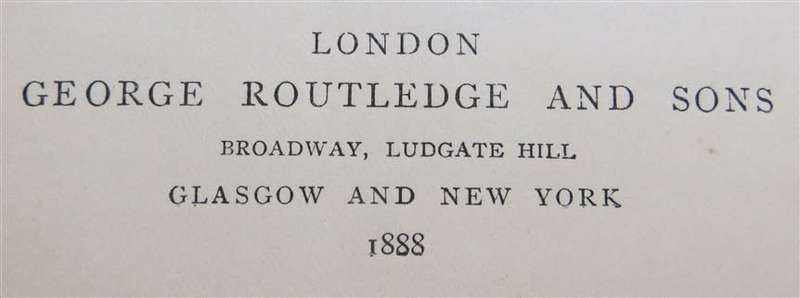 LONDON
GEORGE ROUTLEDGE AND SONS
BROADWAY, LUDGATE HILL
GLASGOW AND NEW YORK
1888